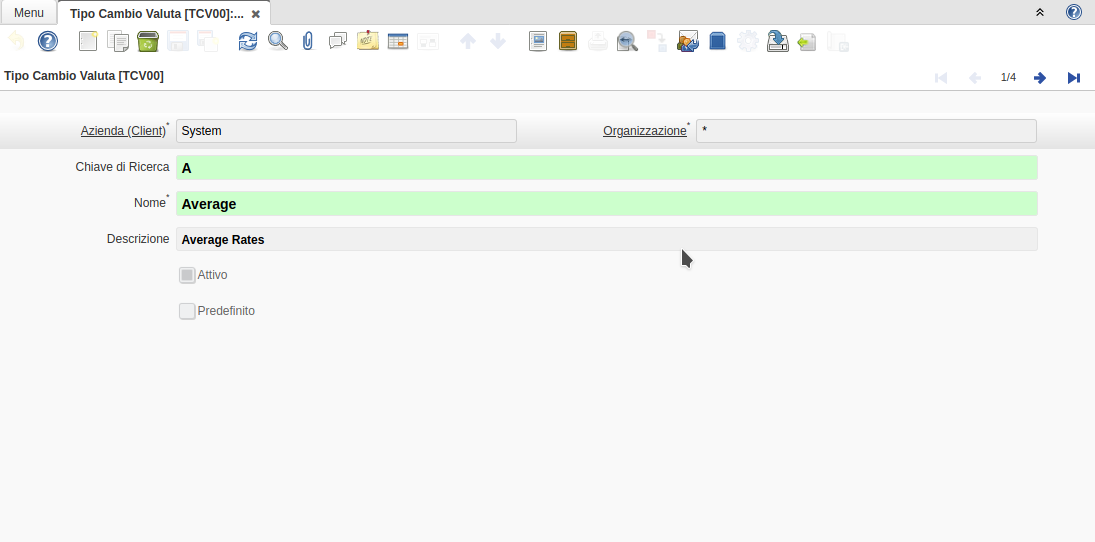 Menu
Tipo Cambio Valuta [TCV00]:...
Tipo Cambio Valuta [TCV00]
1/4
Azienda (Client)* System
Organizzazione* *
Chiave di Ricerca A
Nome* Average
Descrizione Average Rates
Attivo
Predefinito